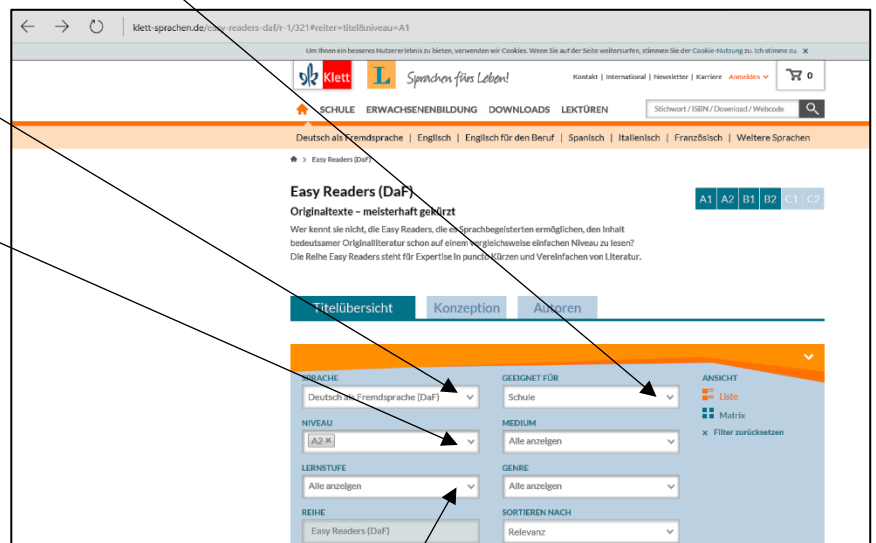 klett-sprachen.de/easy-readers-daf/r-1/321#reiter=titel&niveau=A1
Um Ihnen ein besseres Nutzererlebnis zu bieten, verwenden wir Cookies. Wenn Sie auf der Seite weitersurfen, stimmen Sie der Cookie-Nutzung zu. Ich stimme zu. x
Klett L Sprachen fürs Leben! Kontakt | International | Newsletter | Karriere Anmelden 0
SCHULE ERWACHSENENBILDUNG DOWNLOADS LEKTÜREN Stichwort / ISBN / Download / Webcode
Deutsch als Fremdsprache | Englisch | Englisch für den Beruf | Spanisch | Italienisch | Französisch | Weitere Sprachen
> Easy Readers (DaF)
Easy Readers (DaF)
A1 A2 B1 B2 C1 C2
Originaltexte – meisterhaft gekürzt
Wer kennt sie nicht, die Easy Readers, die es Sprachbegeisterten ermöglichen, den Inhalt
bedeutsamer Originalliteratur schon auf einem vergleichsweise einfachen Niveau zu lesen?
Die Reihe Easy Readers steht für Expertise in puncto Kürzen und Vereinfachen von Literatur.
Titelübersicht Konzeption Autoren
SPRACHE GEEIGNET FÜR ANSICHT
Deutsch als Fremdsprache (DaF) Schule Liste
Matrix
NIVEAU MEDIUM
x Filter zurücksetzen
A2 x Alle anzeigen
LERNSTUFE GENRE
Alle anzeigen Alle anzeigen
REIHE SORTIEREN NACH
Easy Readers (DaF) Relevanz